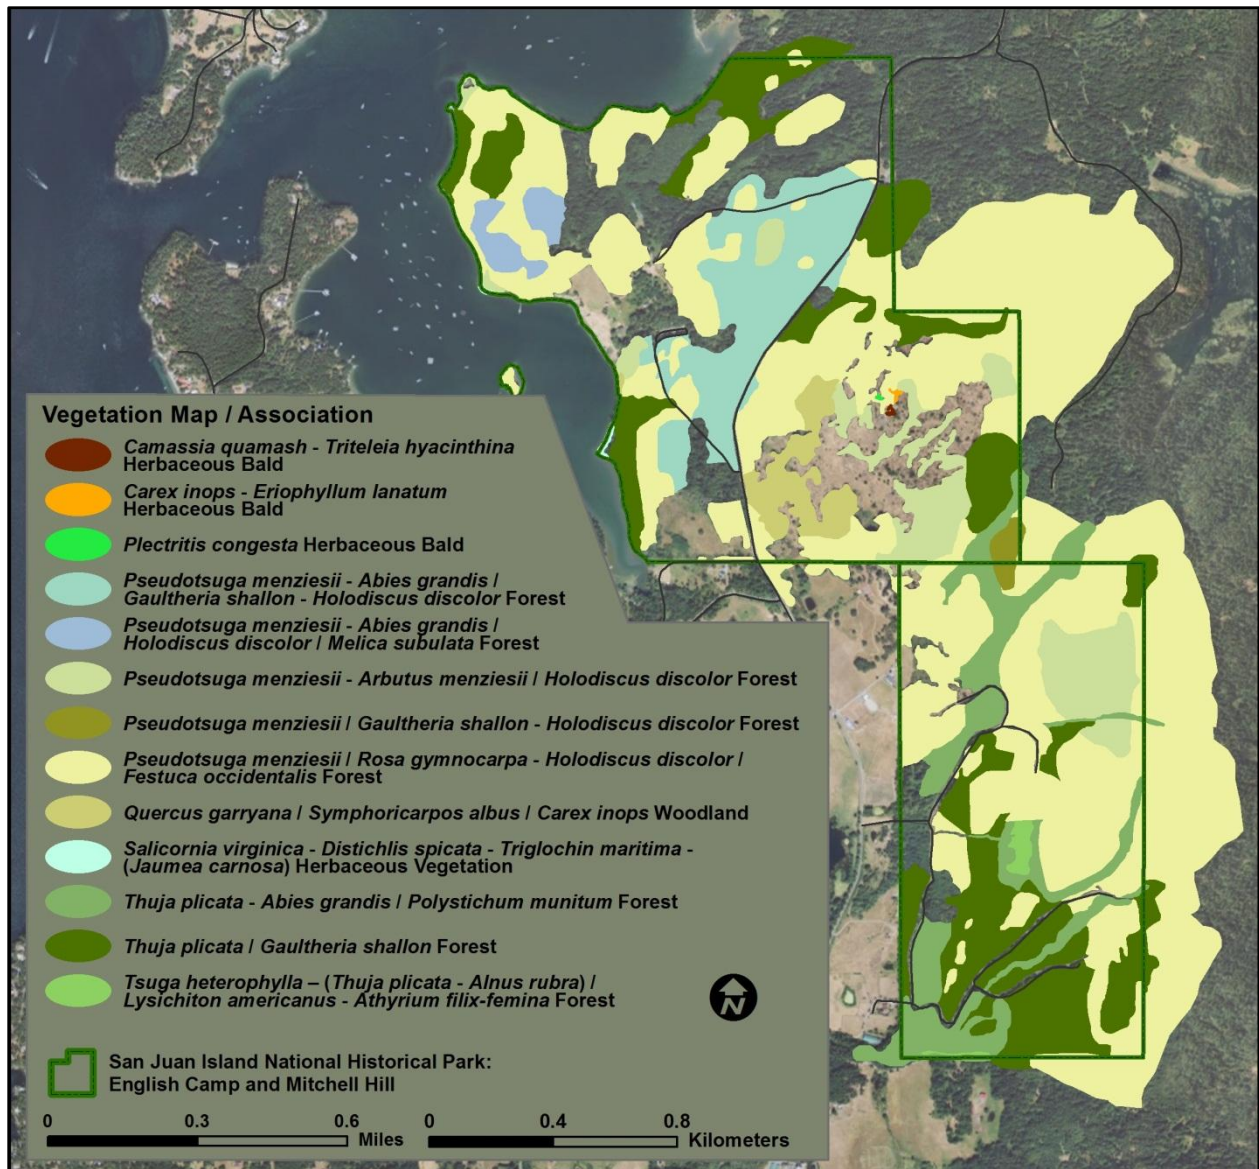 Vegetation Map / Association
Camassia quamash - Triteleia hyacinthina
Herbaceous Bald
Carex inops - Eriophyllum lanatum
Herbaceous Bald
Plectritis congesta Herbaceous Bald
Pseudotsuga menziesii - Abies grandis /
Gaultheria shallon - Holodiscus discolor Forest
Pseudotsuga menziesii - Abies grandis /
Holodiscus discolor / Melica subulata Forest
Pseudotsuga menziesii - Arbutus menziesii / Holodiscus discolor Forest
Pseudotsuga menziesii / Gaultheria shallon - Holodiscus discolor Forest
Pseudotsuga menziesii / Rosa gymnocarpa - Holodiscus discolor /
Festuca occidentalis Forest
Quercus garryana / Symphoricarpos albus / Carex inops Woodland
Salicornia virginica - Distichlis spicata - Triglochin maritima -
(Jaumea carnosa) Herbaceous Vegetation
Thuja plicata - Abies grandis / Polystichum munitum Forest
Thuja plicata / Gaultheria shallon Forest
Tsuga heterophylla – (Thuja plicata - Alnus rubra) /
Lysichiton americanus - Athyrium filix-femina Forest
N
San Juan Island National Historical Park:
English Camp and Mitchell Hill
0 0.3 0.6 Miles
0 0.4 0.8 Kilometers